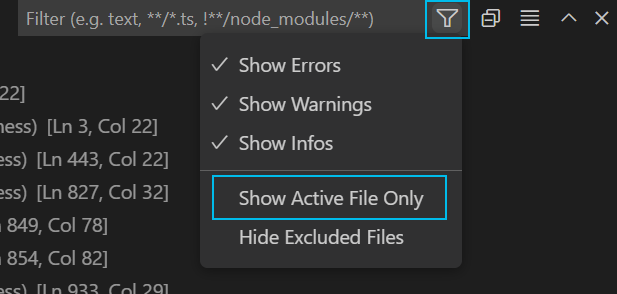 Filter (e.g. text, **/*.ts, !**/node_modules/**)
Show Errors
Show Warnings
Show Infos
Show Active File Only
Hide Excluded Files
22]
ness) [Ln 3, Col 22]
ess) [Ln 443, Col 22]
ess) [Ln 827, Col 32]
849, Col 78]
854, Col 82]
ess) [Ln 933, Col 29]